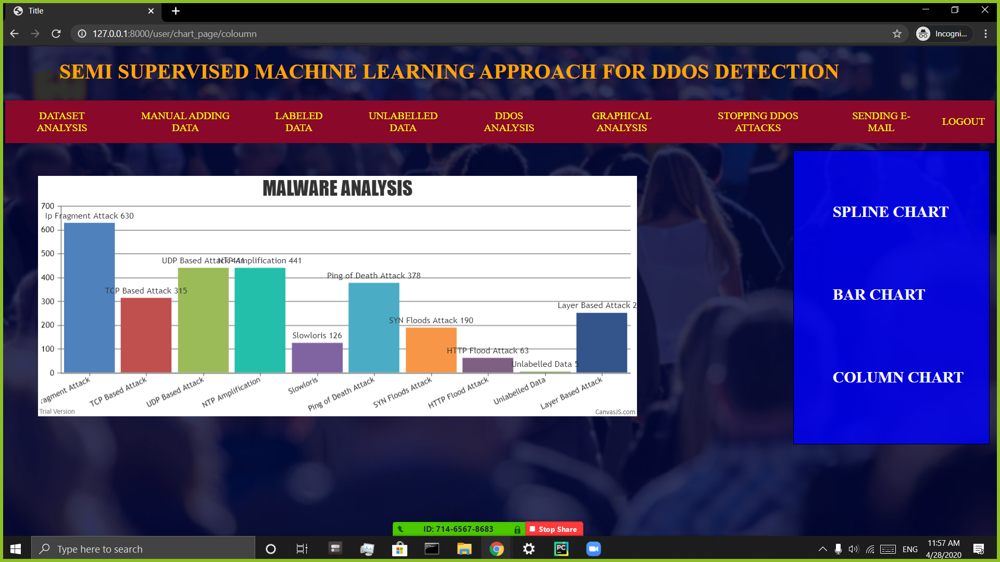 Title
127.0.0.1:8000/user/chart_page/coloumn
Incogni...
SEMI SUPERVISED MACHINE LEARNING APPROACH FOR DDOS DETECTION
DATASET ANALYSIS
MANUAL ADDING DATA
LABELED DATA
UNLABELLED DATA
DDOS ANALYSIS
GRAPHICAL ANALYSIS
STOPPING DDOS ATTACKS
SENDING E-MAIL
LOGOUT
MALWARE ANALYSIS
700
Ip Fragment Attack 630
600
500
UDP Based Attack 441
NTP Amplification 441
400
Ping of Death Attack 378
TCP Based Attack 315
300
Layer Based Attack 2
200
SYN Floods Attack 190
Slowloris 126
100
HTTP Flood Attack 63
Unlabelled Data 5
0
ragment Attack
TCP Based Attack
UDP Based Attack
NTP Amplification
Slowloris
Ping of Death Attack
SYN Floods Attack
HTTP Flood Attack
Unlabelled Data
Layer Based Attack
Trial Version
CanvasJS.com
SPLINE CHART
BAR CHART
COLUMN CHART
ID: 714-6567-8683
Stop Share
Type here to search
PC
ENG
11:57 AM
4/28/2020